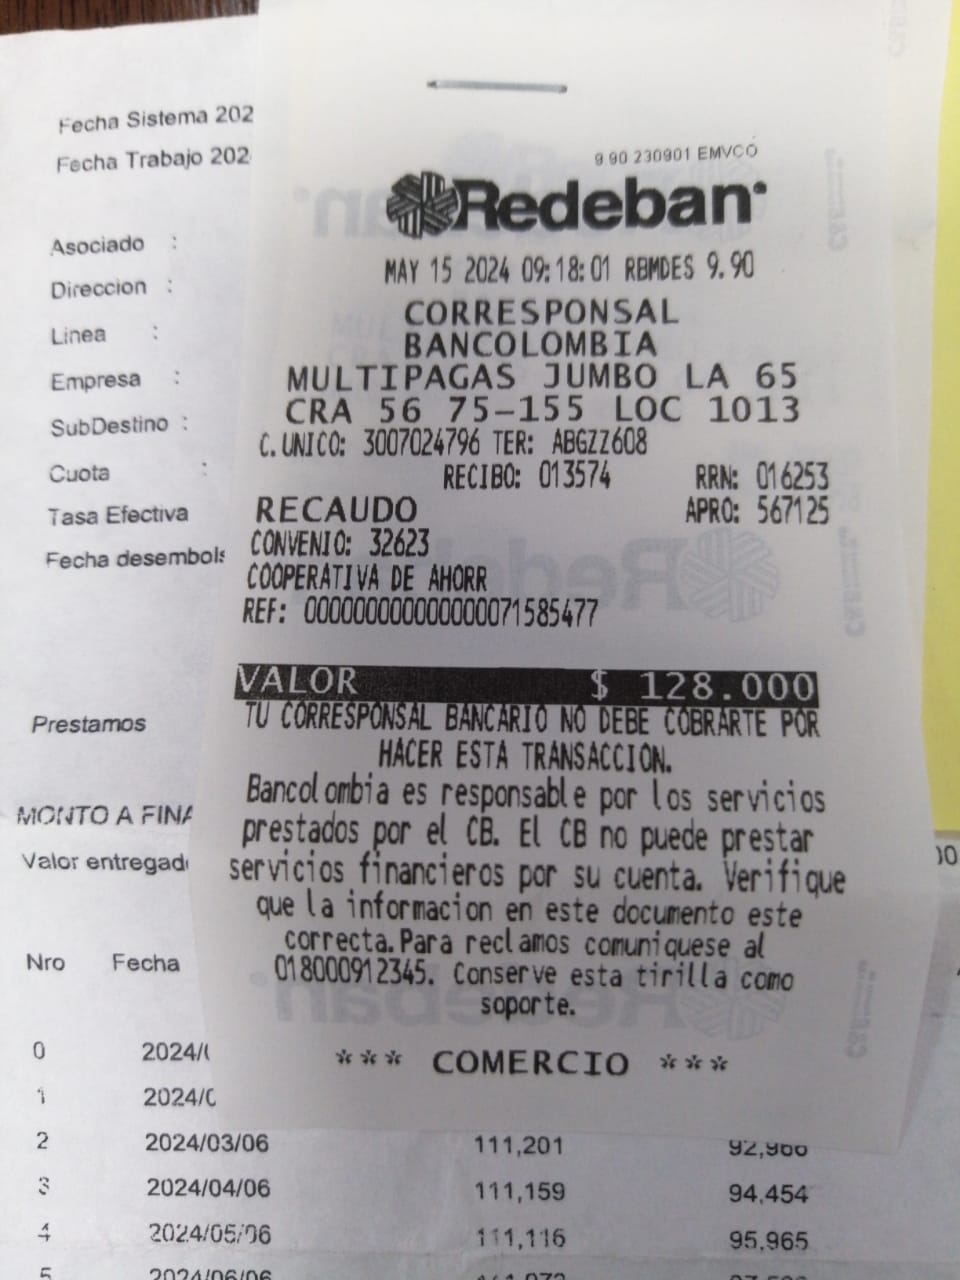 Fecha Sistema 202
Fecha Trabajo 202
Asociado :
Direccion :
Linea :
Empresa :
SubDestino :
Cuota :
Tasa Efectiva
Fecha desembols
Prestamos
MONTO A FINA
Valor entregad
9.90 230901 EMVCO
Redeban
MAY 15 2024 09:18:01 RBMDES 9.90
CORRESPONSAL
BANCOLOMBIA
MULTIPAGAS JUMBO LA 65
CRA 56 75-155 LOC 1013
C. UNICO: 3007024796 TER: ABGZZ608
RECIBO: 013574 RRN: 016253
RECAUDO APRO: 567125
CONVENIO: 32623
COOPERATIVA DE AHORR
REF: 0000000000000000071585477
VALOR $ 128.000
TU CORRESPONSAL BANCARIO NO DEBE COBRARTE POR
HACER ESTA TRANSACCION.
Bancolombia es responsable por los servicios
prestados por el CB. El CB no puede prestar
servicios financieros por su cuenta. Verifique
que la informacion en este documento este
correcta. Para reclamos comuniquese al
018000912345. Conserve esta tirilla como
soporte.
*** COMERCIO ***
Nro Fecha
0 2024/
1 2024/0
2 2024/03/06 111,201 92,966
3 2024/04/06 111,159 94,454
4 2024/05/06 111,116 95,965
5 2024/06/06